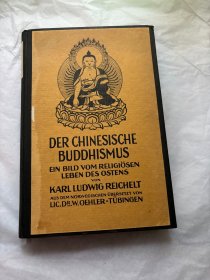 DER CHINESISCHE
BUDDHISMUS
EIN BILD VOM RELIGIÖSEN
LEBEN DES OSTENS
VON
KARL LUDWIG REICHELT
AUS DEM NORWEGISCHEN ÜBERSETZT VON
LIC. DR. W. OEHLER-TÜBINGEN